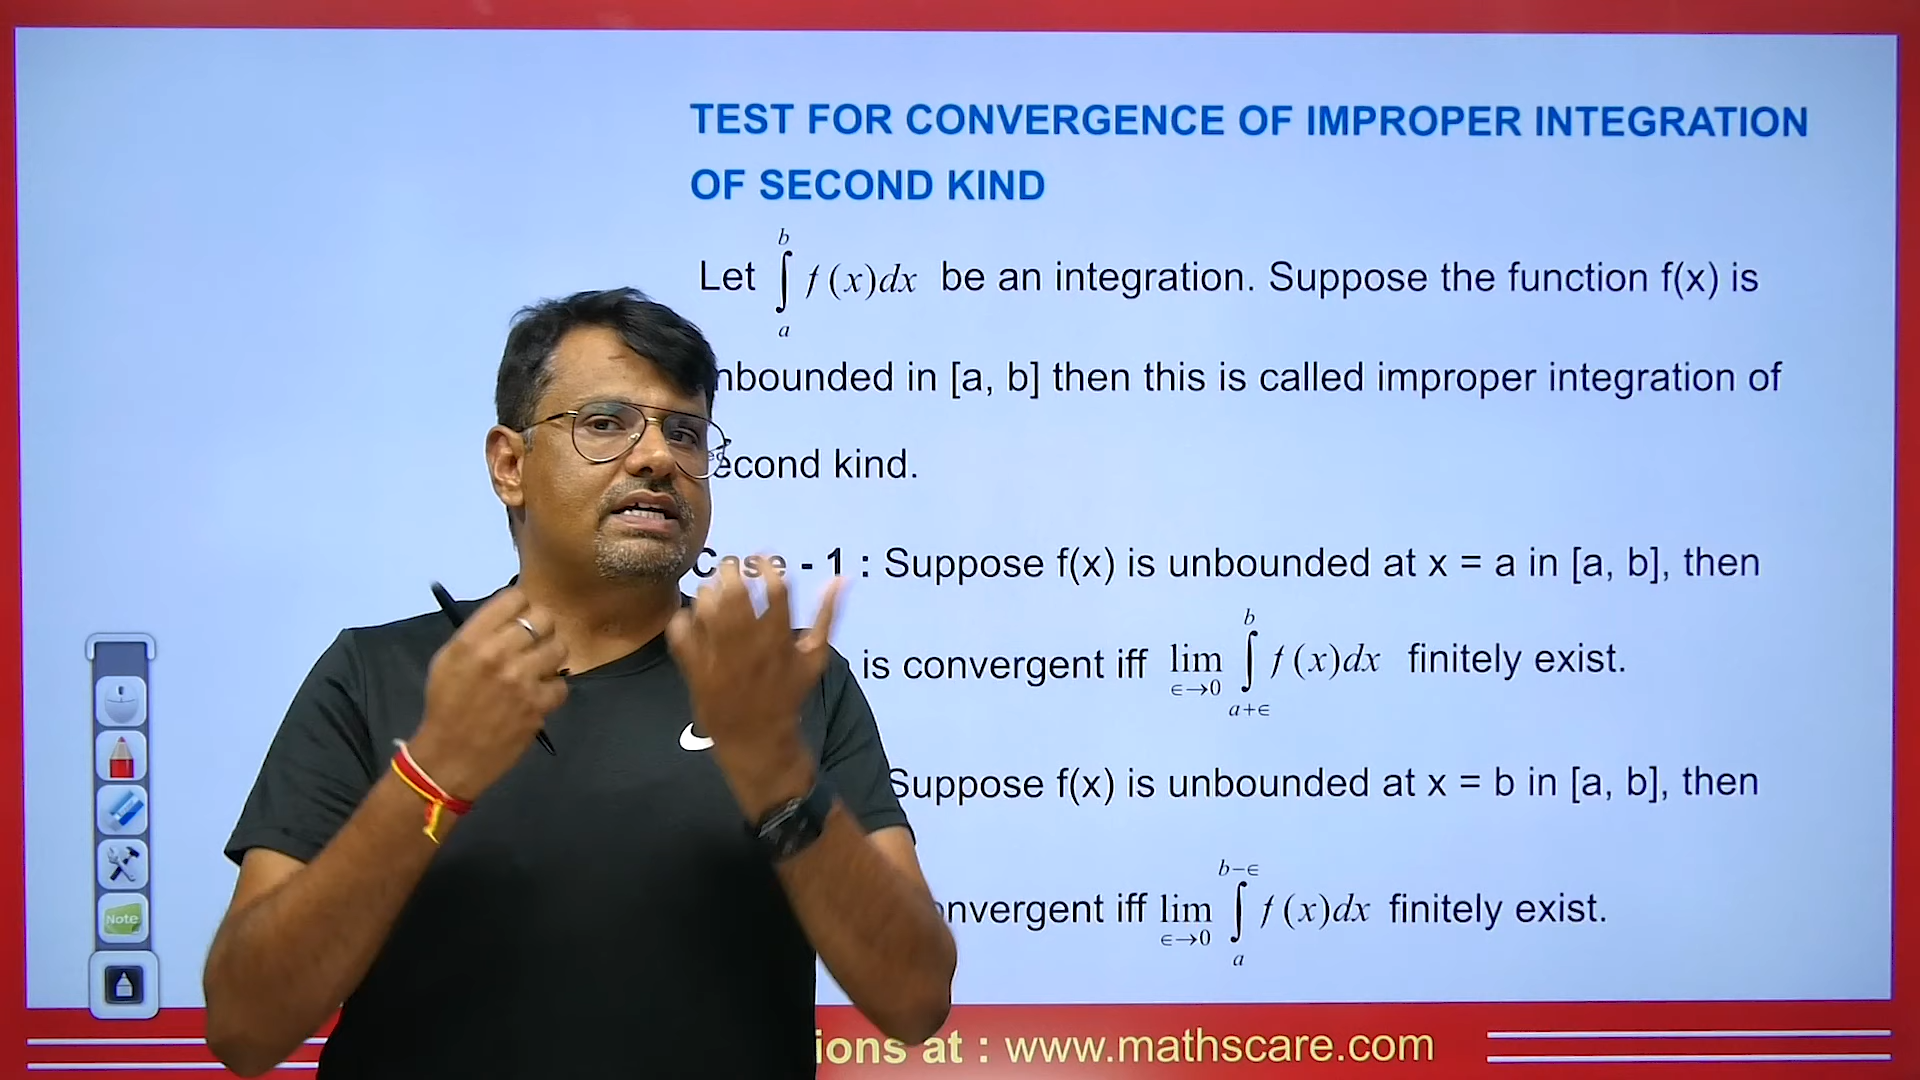 TEST FOR CONVERGENCE OF IMPROPER INTEGRATION
OF SECOND KIND
Let ∫_a^b f(x)dx be an integration. Suppose the function f(x) is
nbounded in [a, b] then this is called improper integration of
econd kind.
Case - 1 : Suppose f(x) is unbounded at x = a in [a, b], then
is convergent iff lim_{∈→0} ∫_{a+∈}^b f(x)dx finitely exist.
Suppose f(x) is unbounded at x = b in [a, b], then
nvergent iff lim_{∈→0} ∫_a^{b-∈} f(x)dx finitely exist.
Note
ions at : www.mathscare.com